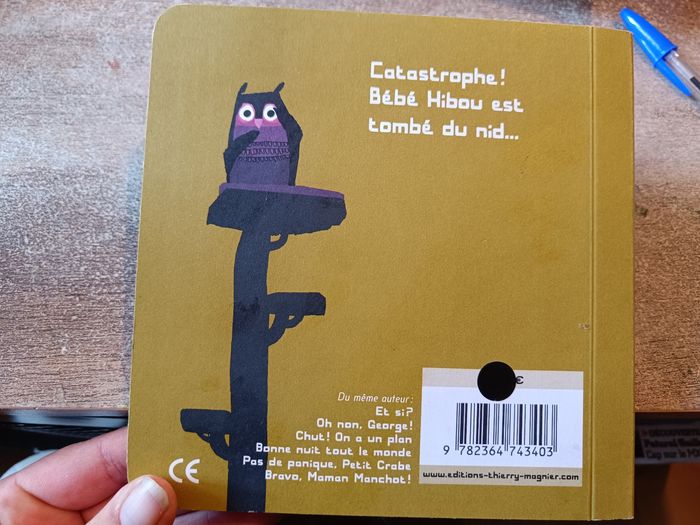 Catastrophe!
Bébé Hibou est
tombé du nid...
Du même auteur:
Et si?
Oh non, George!
Chut! On a un plan
Bonne nuit tout le monde
Pas de panique, Petit Crabe
Bravo, Maman Manchot!
CE
€
9 782364 743403
www.editions-thierry-magnier.com